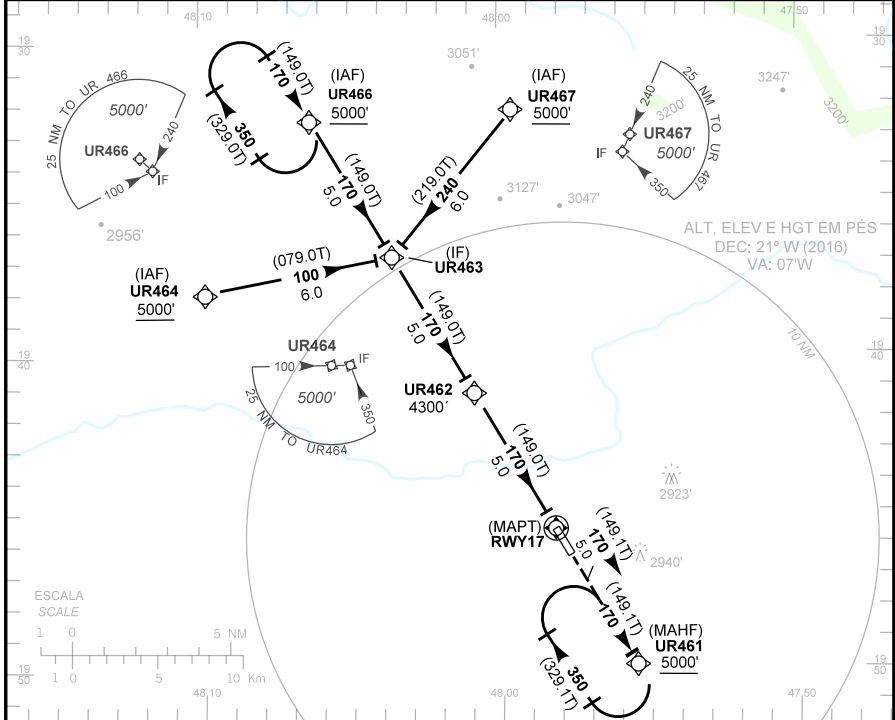 48,10
48 00
47 50
19
30
19
30
3051'
3247'
3200'
3200'
(149.0T)
170
350
(329.0T)
(IAF)
UR466
5000'
(IAF)
UR467
5000'
25 NM TO UR 466
5000'
240
UR466
IF
100
2956'
25 NM TO UR 467
240
UR467
5000'
IF
350
(149.0T)
170
5.0
(219.0T)
240
6.0
3127'
3047'
ALT, ELEV E HGT EM PÉS
DEC: 21º W (2016)
VA: 07'W
(IF)
UR463
(079.0T)
100
6.0
(IAF)
UR464
5000'
(149.0T)
170
5.0
10 NM
19
40
19
40
UR464
100
IF
5000'
350
25 NM TO UR464
UR462
4300'
(149.0T)
170
5.0
2923'
(MAPT)
RWY17
(149.1T)
170
5.0
2940'
(149.1T)
170
(MAHF)
UR461
5000'
350
(329.1T)
ESCALA
SCALE
1 0 5 NM
1 0 5 10 Km
19
50
19
50
48,10
48,00
47,50